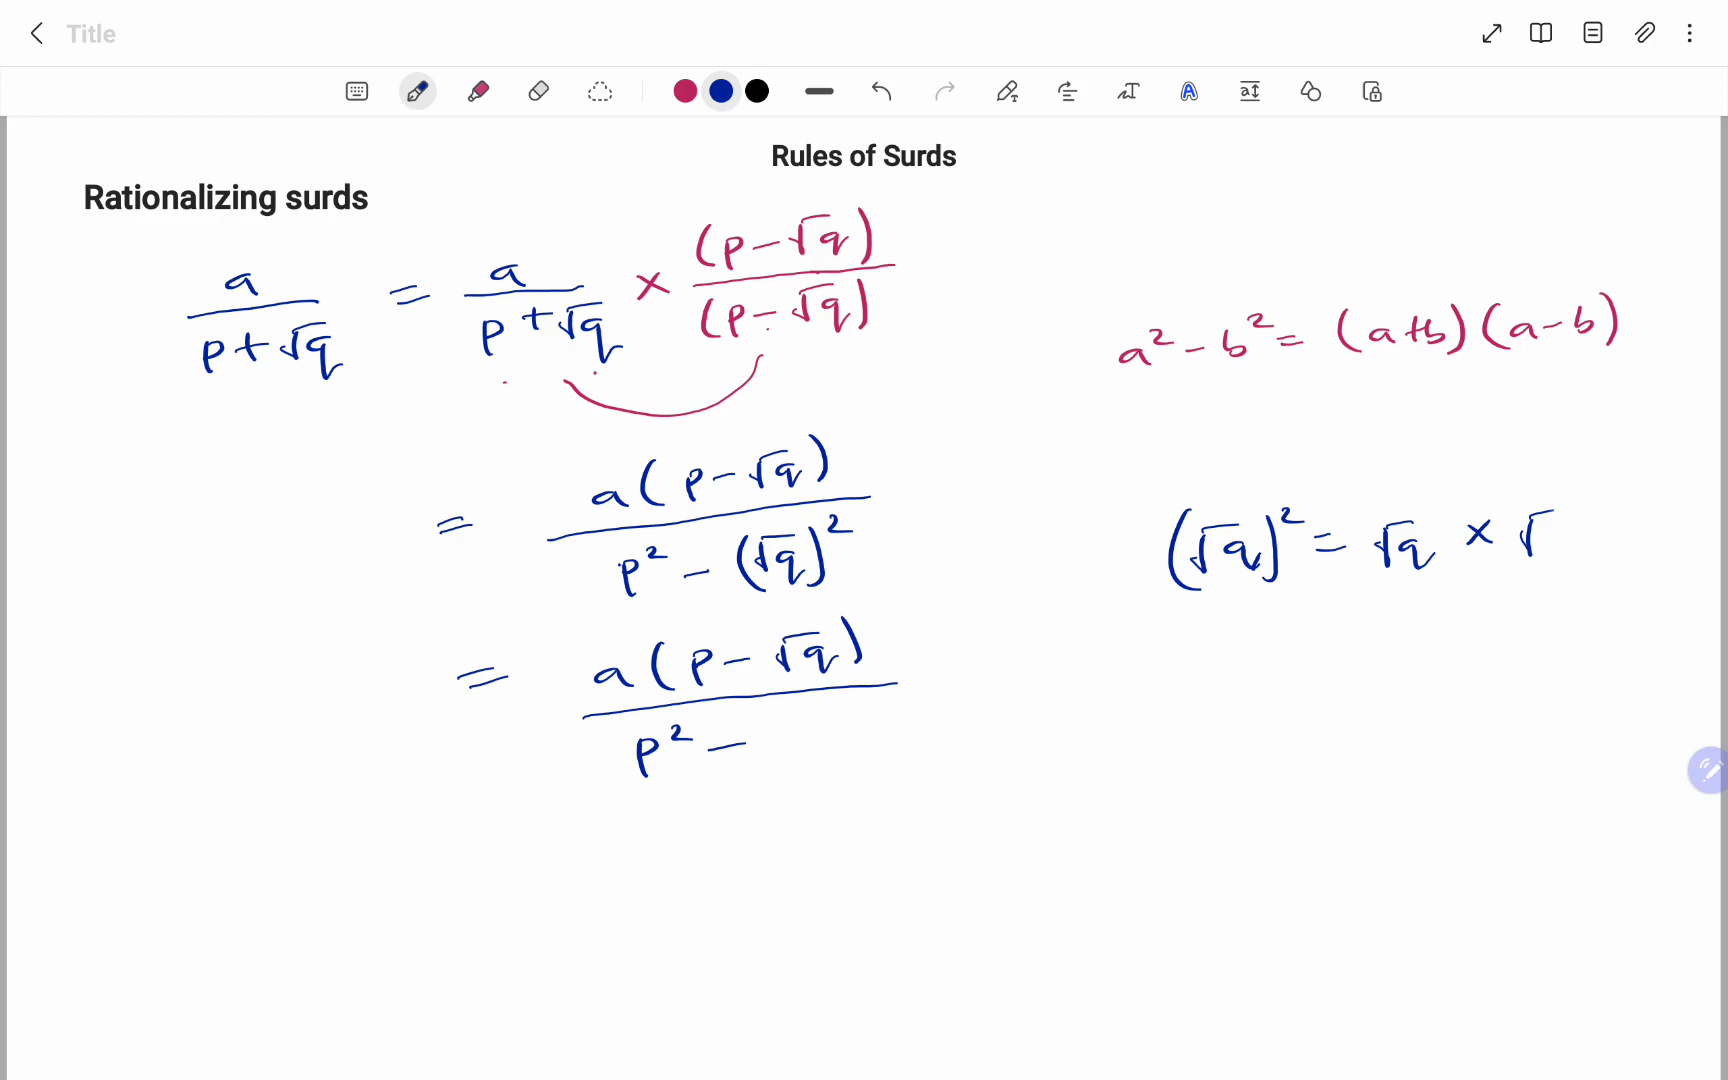 Title
Rules of Surds
Rationalizing surds
a/(p+√q) = a/(p+√q) × (p-√q)/(p-√q)
a² - b² = (a+b)(a-b)
= a(p-√q)/(p² - (√q)²)
(√q)² = √q × √
= a(p-√q)/(p² -